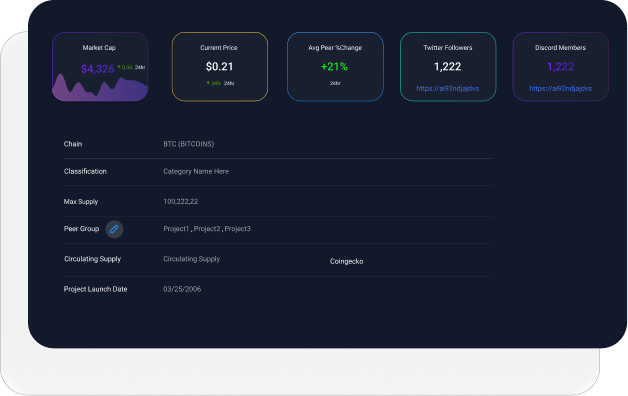 Market Cap
$4,326 0.34 24hr
Current Price
$0.21
34% 24hr
Avg Peer %Change
+21%
24hr
Twitter Followers
1,222
https://al92ndjajdvs
Discord Members
1,222
https://al92ndjajdvs
Chain BTC (BITCOINS)
Classification Category Name Here
Max Supply 100,222,22
Peer Group Project1 , Project2 , Project3
Circulating Supply Circulating Supply Coingecko
Project Launch Date 03/25/2006